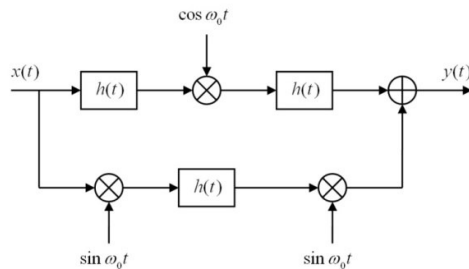 cos ω₀t
x(t)
y(t)
h(t)
h(t)
h(t)
sin ω₀t
sin ω₀t